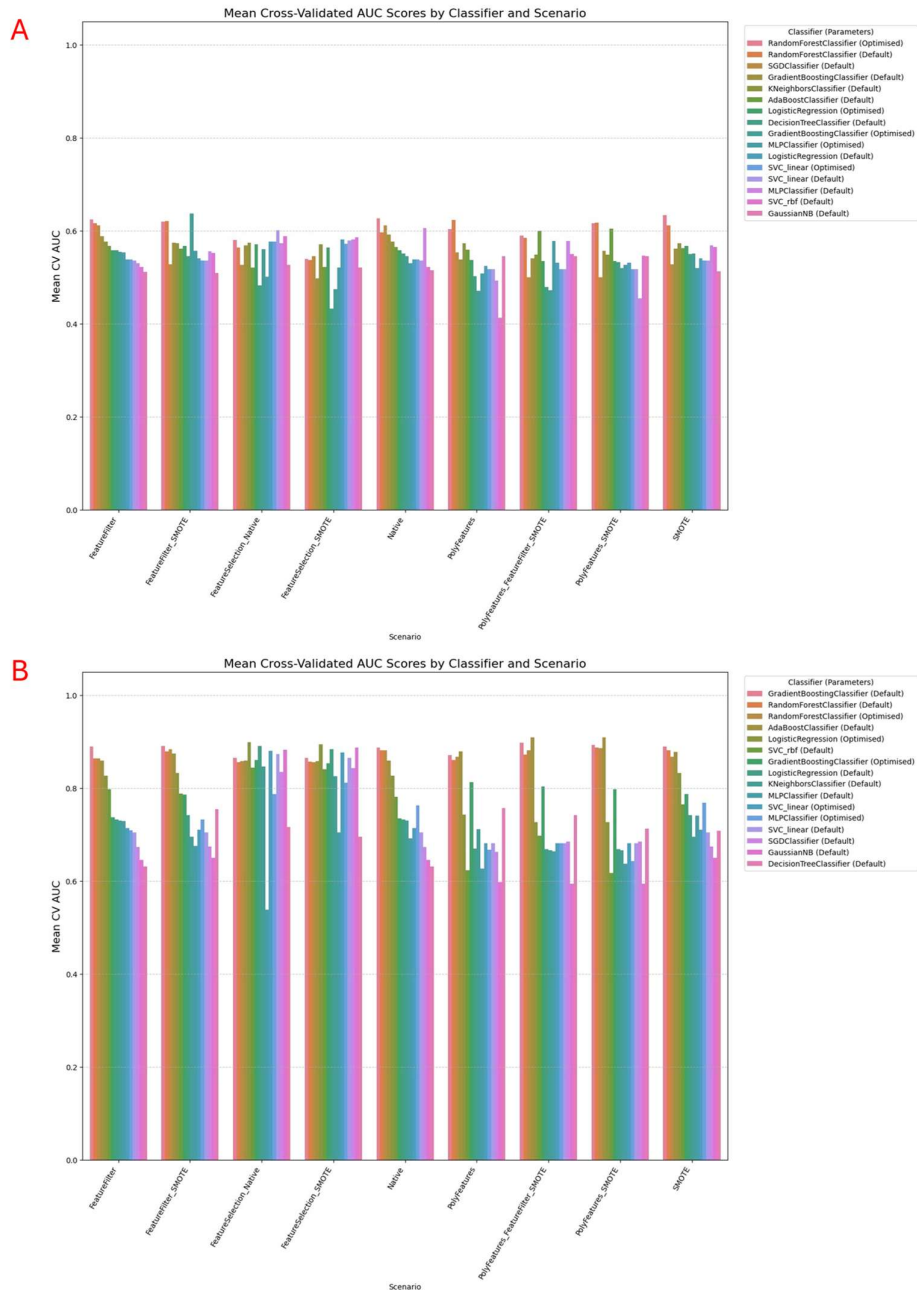 A
Mean Cross-Validated AUC Scores by Classifier and Scenario
Classifier (Parameters)
RandomForestClassifier (Optimised)
RandomForestClassifier (Default)
SGDClassifier (Default)
GradientBoostingClassifier (Default)
KNeighborsClassifier (Default)
AdaBoostClassifier (Default)
LogisticRegression (Optimised)
DecisionTreeClassifier (Default)
GradientBoostingClassifier (Optimised)
MLPClassifier (Optimised)
LogisticRegression (Default)
SVC_linear (Optimised)
SVC_linear (Default)
MLPClassifier (Default)
SVC_rbf (Default)
GaussianNB (Default)
Mean CV AUC
1.0
0.8
0.6
0.4
0.2
0.0
FeatureFilter
FeatureFilter_SMOTE
FeatureSelection_Native
FeatureSelection_SMOTE
Native
PolyFeatures
PolyFeatures_FeatureFilter_SMOTE
PolyFeatures_SMOTE
SMOTE
Scenario
B
Mean Cross-Validated AUC Scores by Classifier and Scenario
Classifier (Parameters)
GradientBoostingClassifier (Default)
RandomForestClassifier (Default)
RandomForestClassifier (Optimised)
AdaBoostClassifier (Default)
LogisticRegression (Optimised)
SVC_rbf (Default)
GradientBoostingClassifier (Optimised)
LogisticRegression (Default)
KNeighborsClassifier (Default)
MLPClassifier (Default)
SVC_linear (Optimised)
MLPClassifier (Optimised)
SVC_linear (Default)
SGDClassifier (Default)
GaussianNB (Default)
DecisionTreeClassifier (Default)
Mean CV AUC
1.0
0.8
0.6
0.4
0.2
0.0
FeatureFilter
FeatureFilter_SMOTE
FeatureSelection_Native
FeatureSelection_SMOTE
Native
PolyFeatures
PolyFeatures_FeatureFilter_SMOTE
PolyFeatures_SMOTE
SMOTE
Scenario